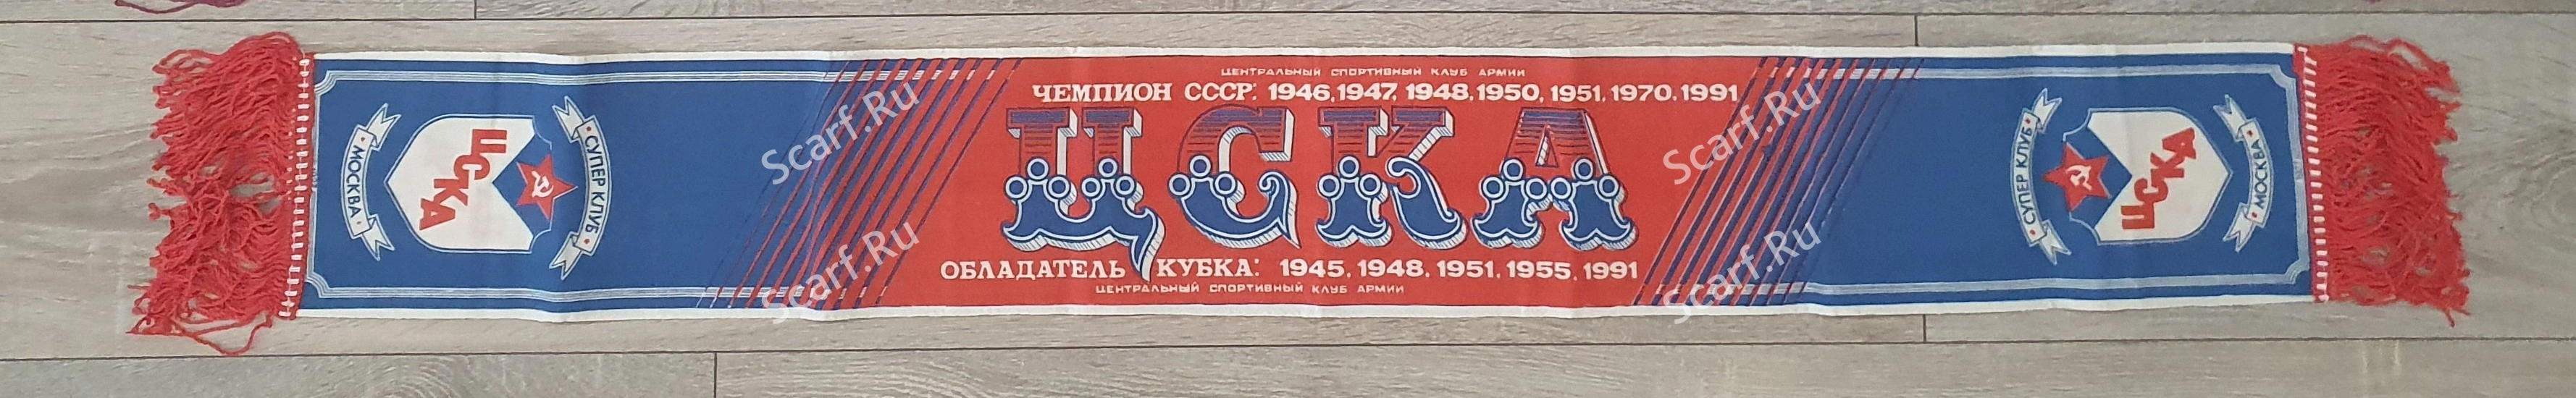 ЦЕНТРАЛЬНЫЙ СПОРТИВНЫЙ КЛУБ АРМИИ
ЧЕМПИОН СССР: 1946, 1947, 1948, 1950, 1951, 1970, 1991
ЦСКА
ОБЛАДАТЕЛЬ КУБКА: 1945, 1948, 1951, 1955, 1991
ЦЕНТРАЛЬНЫЙ СПОРТИВНЫЙ КЛУБ АРМИИ
• СУПЕР КЛУБ •
ЦСКА
• МОСКВА •
• СУПЕР КЛУБ •
ЦСКА
• МОСКВА •
Scarf.Ru
Scarf.Ru
Scarf.Ru
Scarf.Ru